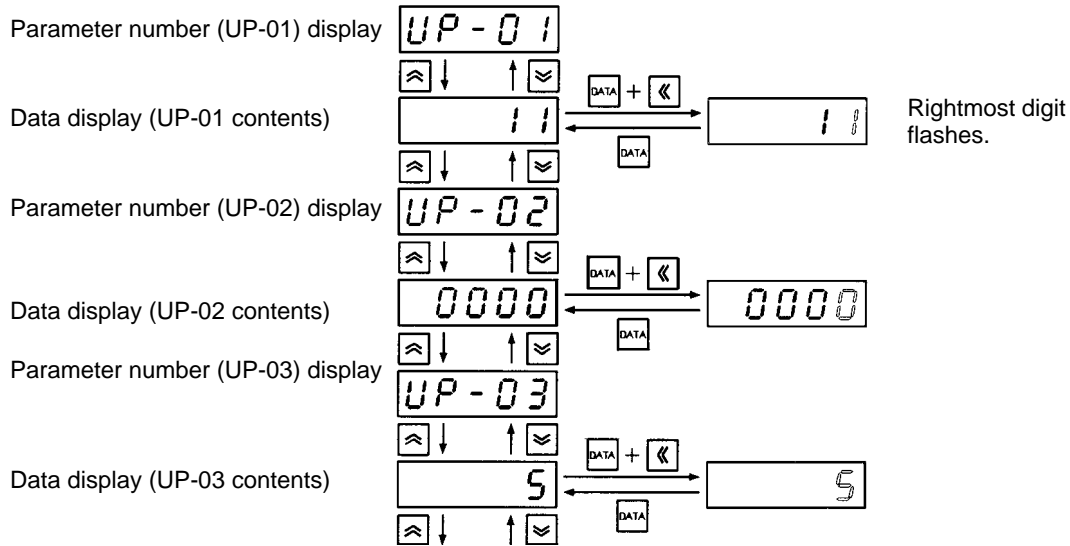 Parameter number (UP-01) display
UP-01
DATA +
Data display (UP-01 contents)
11
11
Rightmost digit
flashes.
DATA
Parameter number (UP-02) display
UP-02
DATA +
Data display (UP-02 contents)
0000
0000
DATA
Parameter number (UP-03) display
UP-03
DATA +
Data display (UP-03 contents)
5
5
DATA